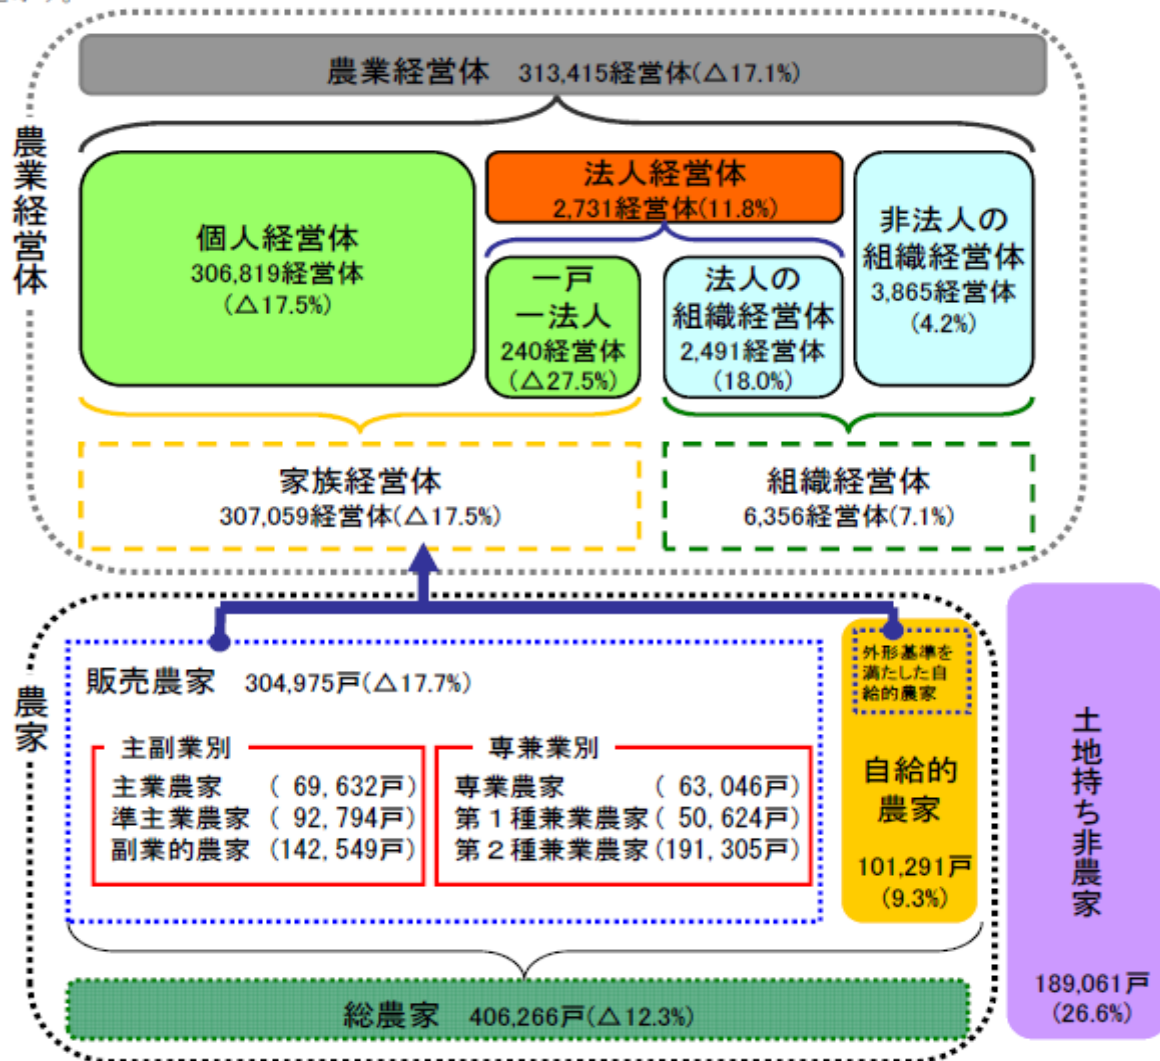 農業経営体 313,415経営体(△17.1%)
農業経営体
個人経営体
306,819経営体
(△17.5%)
法人経営体
2,731経営体(11.8%)
一戸
一法人
240経営体
(△27.5%)
法人の
組織経営体
2,491経営体
(18.0%)
非法人の
組織経営体
3,865経営体
(4.2%)
家族経営体
307,059経営体(△17.5%)
組織経営体
6,356経営体(7.1%)
農家
販売農家 304,975戸(△17.7%)
主副業別
主業農家 ( 69,632戸)
準主業農家 ( 92,794戸)
副業的農家 (142,549戸)
専兼業別
専業農家 ( 63,046戸)
第1種兼業農家( 50,624戸)
第2種兼業農家(191,305戸)
外形基準を
満たした自
給的農家
自給的
農家
101,291戸
(9.3%)
土地持ち非農家
189,061戸
(26.6%)
総農家 406,266戸(△12.3%)